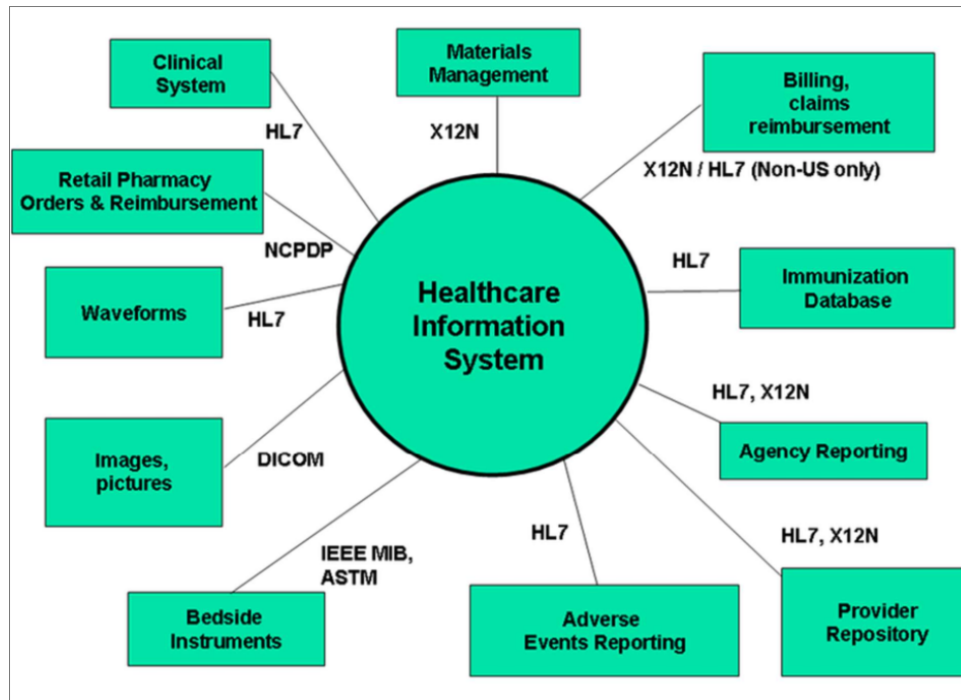 Clinical
System
Materials
Management
Billing,
claims
reimbursement
HL7
X12N
X12N / HL7 (Non-US only)
Retail Pharmacy
Orders & Reimbursement
NCPDP
HL7
Immunization
Database
Waveforms
HL7
Healthcare
Information
System
HL7, X12N
Agency Reporting
Images,
pictures
DICOM
HL7
HL7, X12N
IEEE MIB,
ASTM
Bedside
Instruments
Adverse
Events Reporting
Provider
Repository